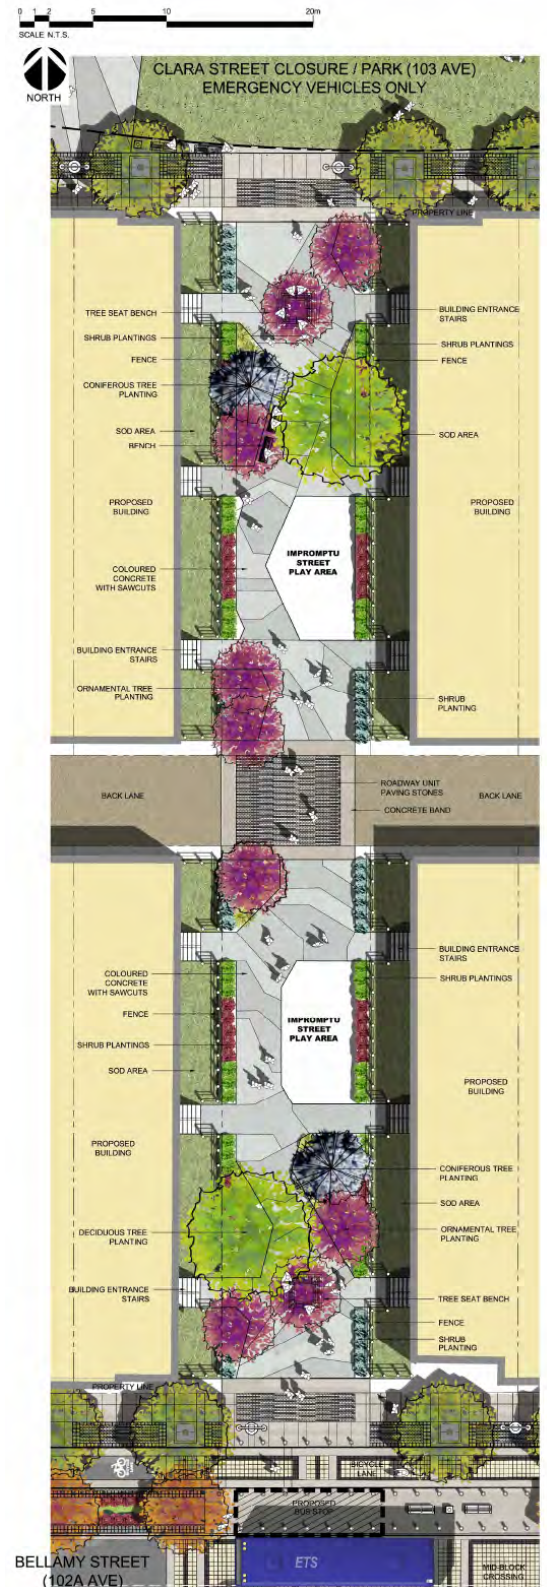 0 1 2 5 10 20m
SCALE N.T.S.
NORTH
CLARA STREET CLOSURE / PARK (103 AVE)
EMERGENCY VEHICLES ONLY
PROPERTY LINE
TREE SEAT BENCH
BUILDING ENTRANCE
STAIRS
SHRUB PLANTINGS
SHRUB PLANTINGS
FENCE
FENCE
CONIFEROUS TREE
PLANTING
SOD AREA
SOD AREA
BENCH
PROPOSED
BUILDING
PROPOSED
BUILDING
IMPROMPTU
STREET
PLAY AREA
COLOURED
CONCRETE
WITH SAWCUTS
BUILDING ENTRANCE
STAIRS
ORNAMENTAL TREE
PLANTING
SHRUB
PLANTING
ROADWAY UNIT
PAVING STONES
BACK LANE
BACK LANE
CONCRETE BAND
BUILDING ENTRANCE
STAIRS
COLOURED
CONCRETE
WITH SAWCUTS
SHRUB PLANTINGS
FENCE
IMPROMPTU
STREET
PLAY AREA
SHRUB PLANTINGS
SOD AREA
PROPOSED
BUILDING
PROPOSED
BUILDING
CONIFEROUS TREE
PLANTING
SOD AREA
DECIDUOUS TREE
PLANTING
ORNAMENTAL TREE
PLANTING
BUILDING ENTRANCE
STAIRS
TREE SEAT BENCH
FENCE
SHRUB
PLANTING
PROPERTY LINE
BICYCLE
LANE
PROPOSED
BUS STOP
BELLAMY STREET
(102A AVE)
ETS
MID-BLOCK
CROSSING